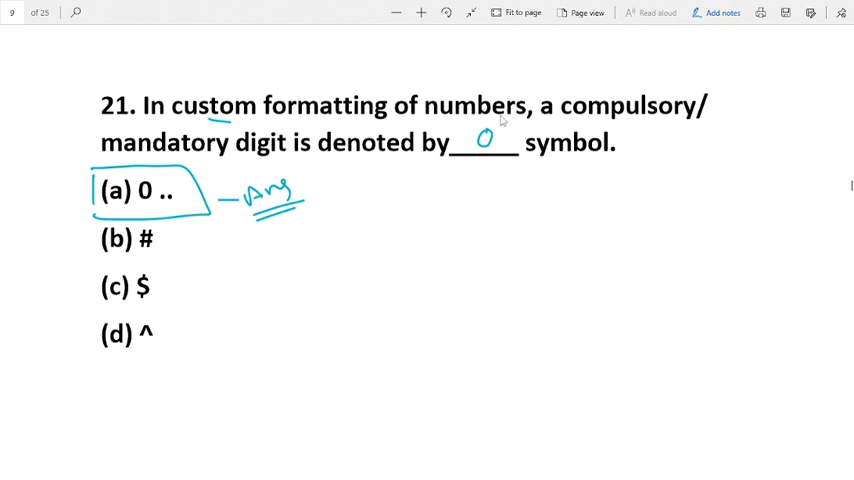 9 of 25 Fit to page Page view Read aloud Add notes
21. In custom formatting of numbers, a compulsory/
mandatory digit is denoted by_____ symbol.
0
(a) 0 ..
Ans
(b) #
(c) $
(d) ^